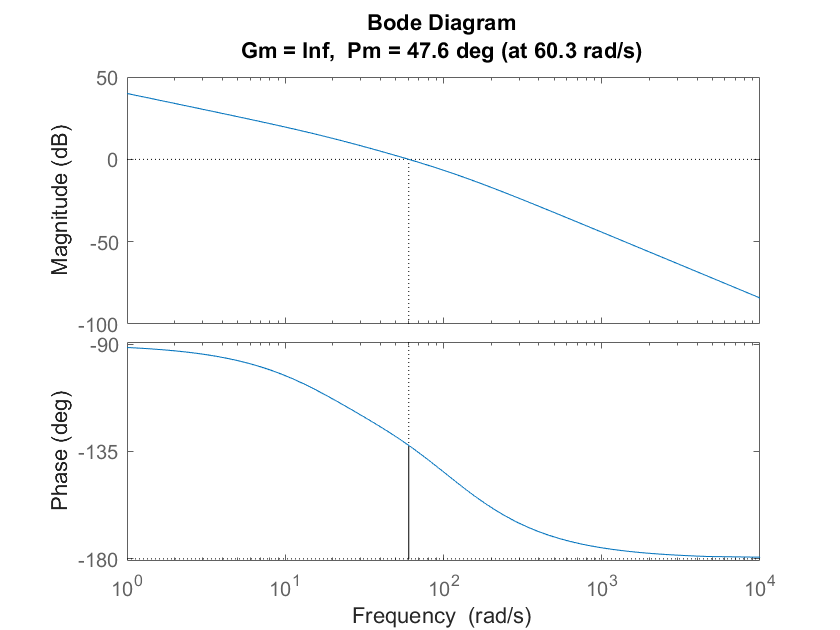 Bode Diagram
Gm = Inf,  Pm = 47.6 deg (at 60.3 rad/s)
50
0
-50
-100
Magnitude (dB)
-90
-135
-180
Phase (deg)
10^0
10^1
10^2
10^3
10^4
Frequency  (rad/s)